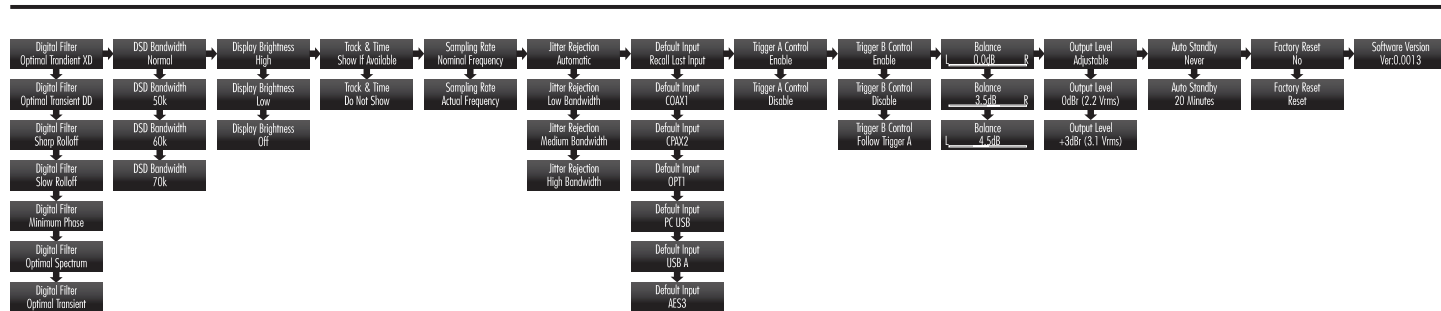 Digital Filter
Optimal Trandient XD
DSD Bandwidth
Normal
Display Brightness
High
Track & Time
Show If Available
Sampling Rate
Nominal Frequency
Jitter Rejection
Automatic
Default Input
Recall Last Input
Trigger A Control
Enable
Trigger B Control
Enable
Balance
L 0.0dB R
Output Level
Adjustable
Auto Standby
Never
Factory Reset
No
Software Version
Ver:0.0013
Digital Filter
Optimal Transient DD
DSD Bandwidth
50k
Display Brightness
Low
Track & Time
Do Not Show
Sampling Rate
Actual Frequency
Jitter Rejection
Low Bandwidth
Default Input
COAX1
Trigger A Control
Disable
Trigger B Control
Disable
Balance
3.5dB R
Output Level
0dBr (2.2 Vrms)
Auto Standby
20 Minutes
Factory Reset
Reset
Digital Filter
Sharp Rolloff
DSD Bandwidth
60k
Display Brightness
Off
Jitter Rejection
Medium Bandwidth
Default Input
CPAX2
Trigger B Control
Follow Trigger A
Balance
L 4.5dB
Output Level
+3dBr (3.1 Vrms)
Digital Filter
Slow Rolloff
DSD Bandwidth
70k
Jitter Rejection
High Bandwidth
Default Input
OPT1
Digital Filter
Minimum Phase
Default Input
PC USB
Digital Filter
Optimal Spectrum
Default Input
USB A
Digital Filter
Optimal Transient
Default Input
AES3